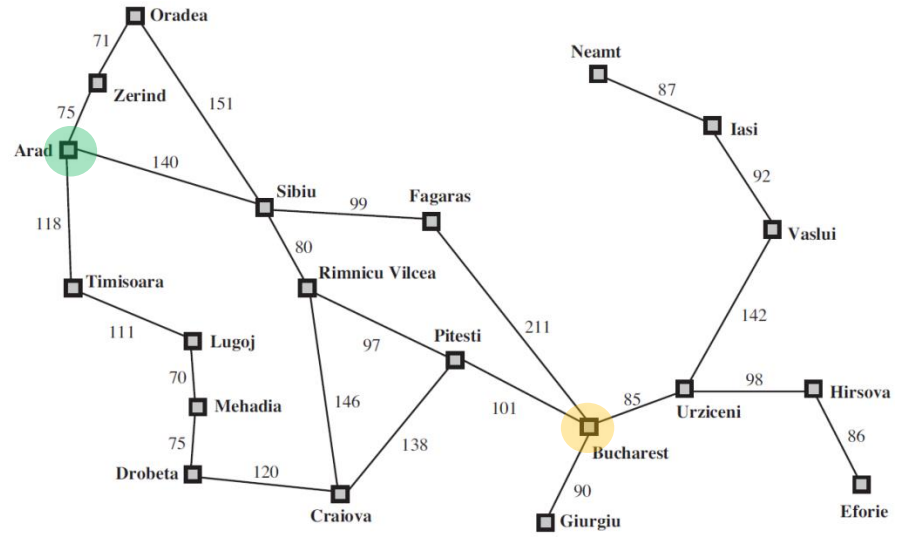 Oradea
71
Neamt
Zerind
87
151
75
Iasi
Arad
140
92
Sibiu
99
Fagaras
118
Vaslui
80
Timisoara
Rimnicu Vilcea
142
111
211
Lugoj
97
Pitesti
70
98
Mehadia
146
101
85
Urziceni
Hirsova
75
138
86
Bucharest
Drobeta
120
90
Craiova
Giurgiu
Eforie